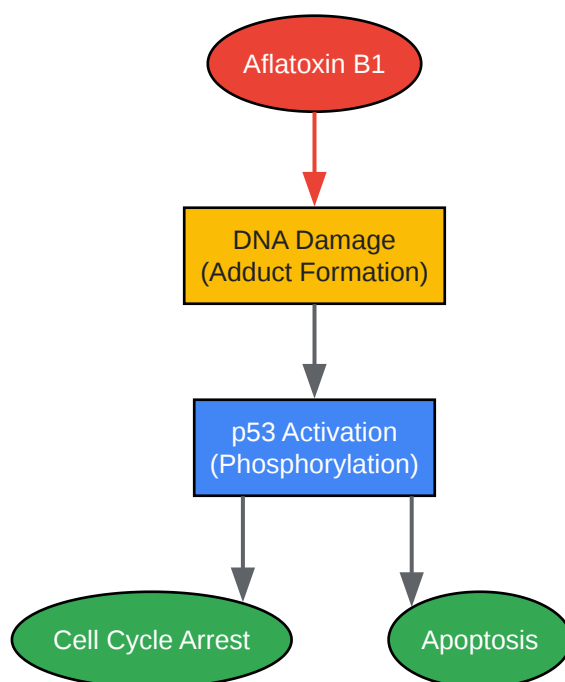 Aflatoxin B1
DNA Damage
(Adduct Formation)
p53 Activation
(Phosphorylation)
Cell Cycle Arrest
Apoptosis